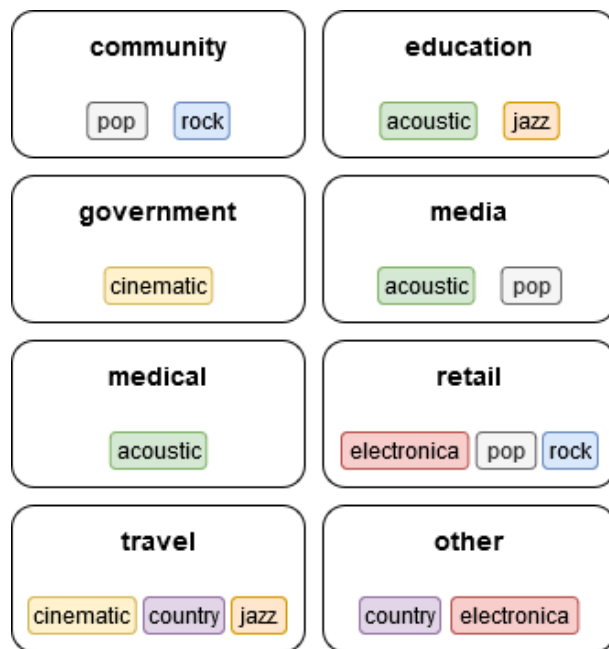 community
pop rock
education
acoustic jazz
government
cinematic
media
acoustic pop
medical
acoustic
retail
electronica pop rock
travel
cinematic country jazz
other
country electronica